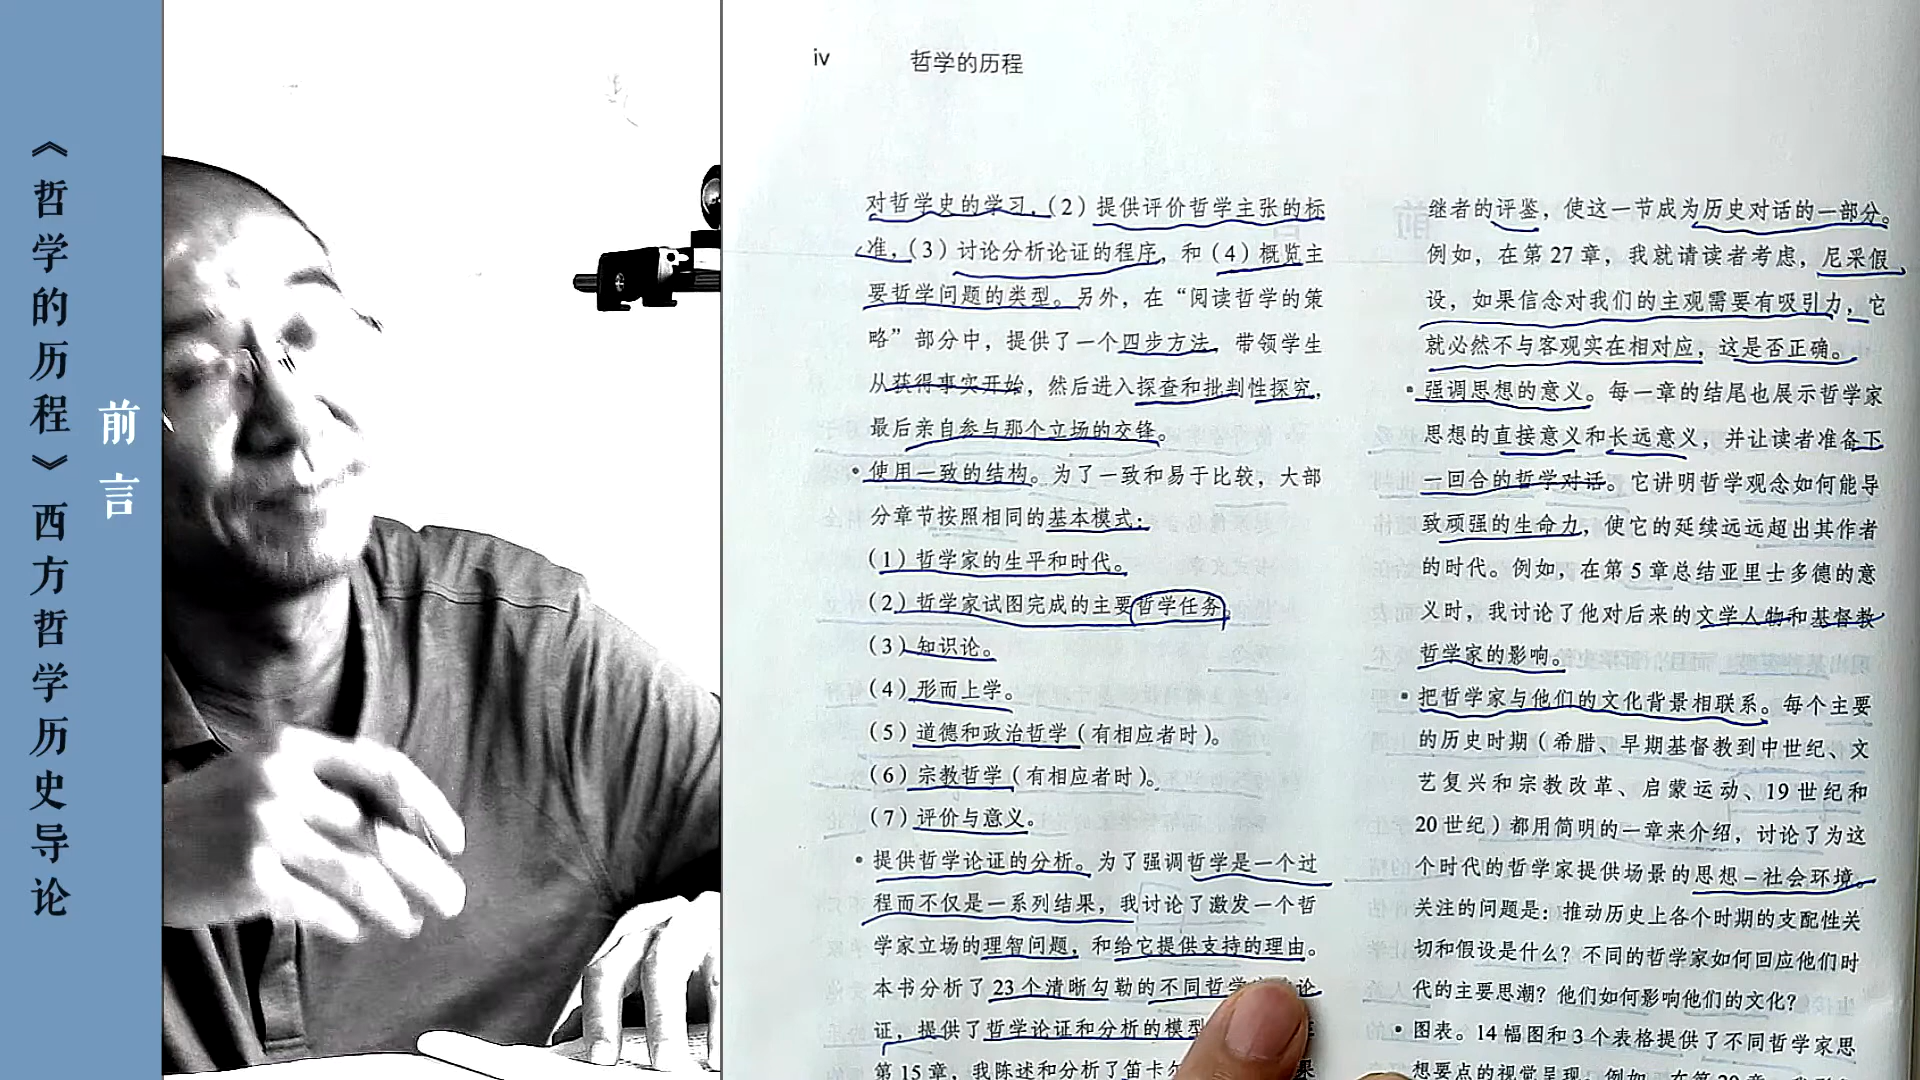 《哲学的历程》西方哲学历史导论
前言
iv 哲学的历程
对哲学史的学习，（2）提供评价哲学主张的标
准，（3）讨论分析论证的程序，和（4）概览主
要哲学问题的类型。另外，在“阅读哲学的策
略”部分中，提供了一个四步方法，带领学生
从获得事实开始，然后进入探查和批判性探究，
最后亲自参与那个立场的交锋。
• 使用一致的结构。为了一致和易于比较，大部
分章节按照相同的基本模式：
（1）哲学家的生平和时代。
（2）哲学家试图完成的主要哲学任务。
（3）知识论。
（4）形而上学。
（5）道德和政治哲学（有相应者时）。
（6）宗教哲学（有相应者时）。
（7）评价与意义。
• 提供哲学论证的分析。为了强调哲学是一个过
程而不仅是一系列结果，我讨论了激发一个哲
学家立场的理智问题，和给它提供支持的理由。
本书分析了23个清晰勾勒的不同哲学 论
证，提供了哲学论证和分析的模型
第15章，我陈述和分析了笛卡尔 果
继者的评鉴，使这一节成为历史对话的一部分。
例如，在第27章，我就请读者考虑，尼采假
设，如果信念对我们的主观需要有吸引力，它
就必然不与客观实在相对应，这是否正确。
• 强调思想的意义。每一章的结尾也展示哲学家
思想的直接意义和长远意义，并让读者准备下
一回合的哲学对话。它讲明哲学观念如何能导
致顽强的生命力，使它的延续远远超出其作者
的时代。例如，在第5章总结亚里士多德的意
义时，我讨论了他对后来的文学人物和基督教
哲学家的影响。
• 把哲学家与他们的文化背景相联系。每个主要
的历史时期（希腊、早期基督教到中世纪、文
艺复兴和宗教改革、启蒙运动、19世纪和
20世纪）都用简明的一章来介绍，讨论了为这
个时代的哲学家提供场景的思想–社会环境。
关注的问题是：推动历史上各个时期的支配性关
切和假设是什么？不同的哲学家如何回应他们时
代的主要思潮？他们如何影响他们的文化？
• 图表。14幅图和3个表格提供了不同哲学家思
想要点的视觉呈现。例如，在第20章